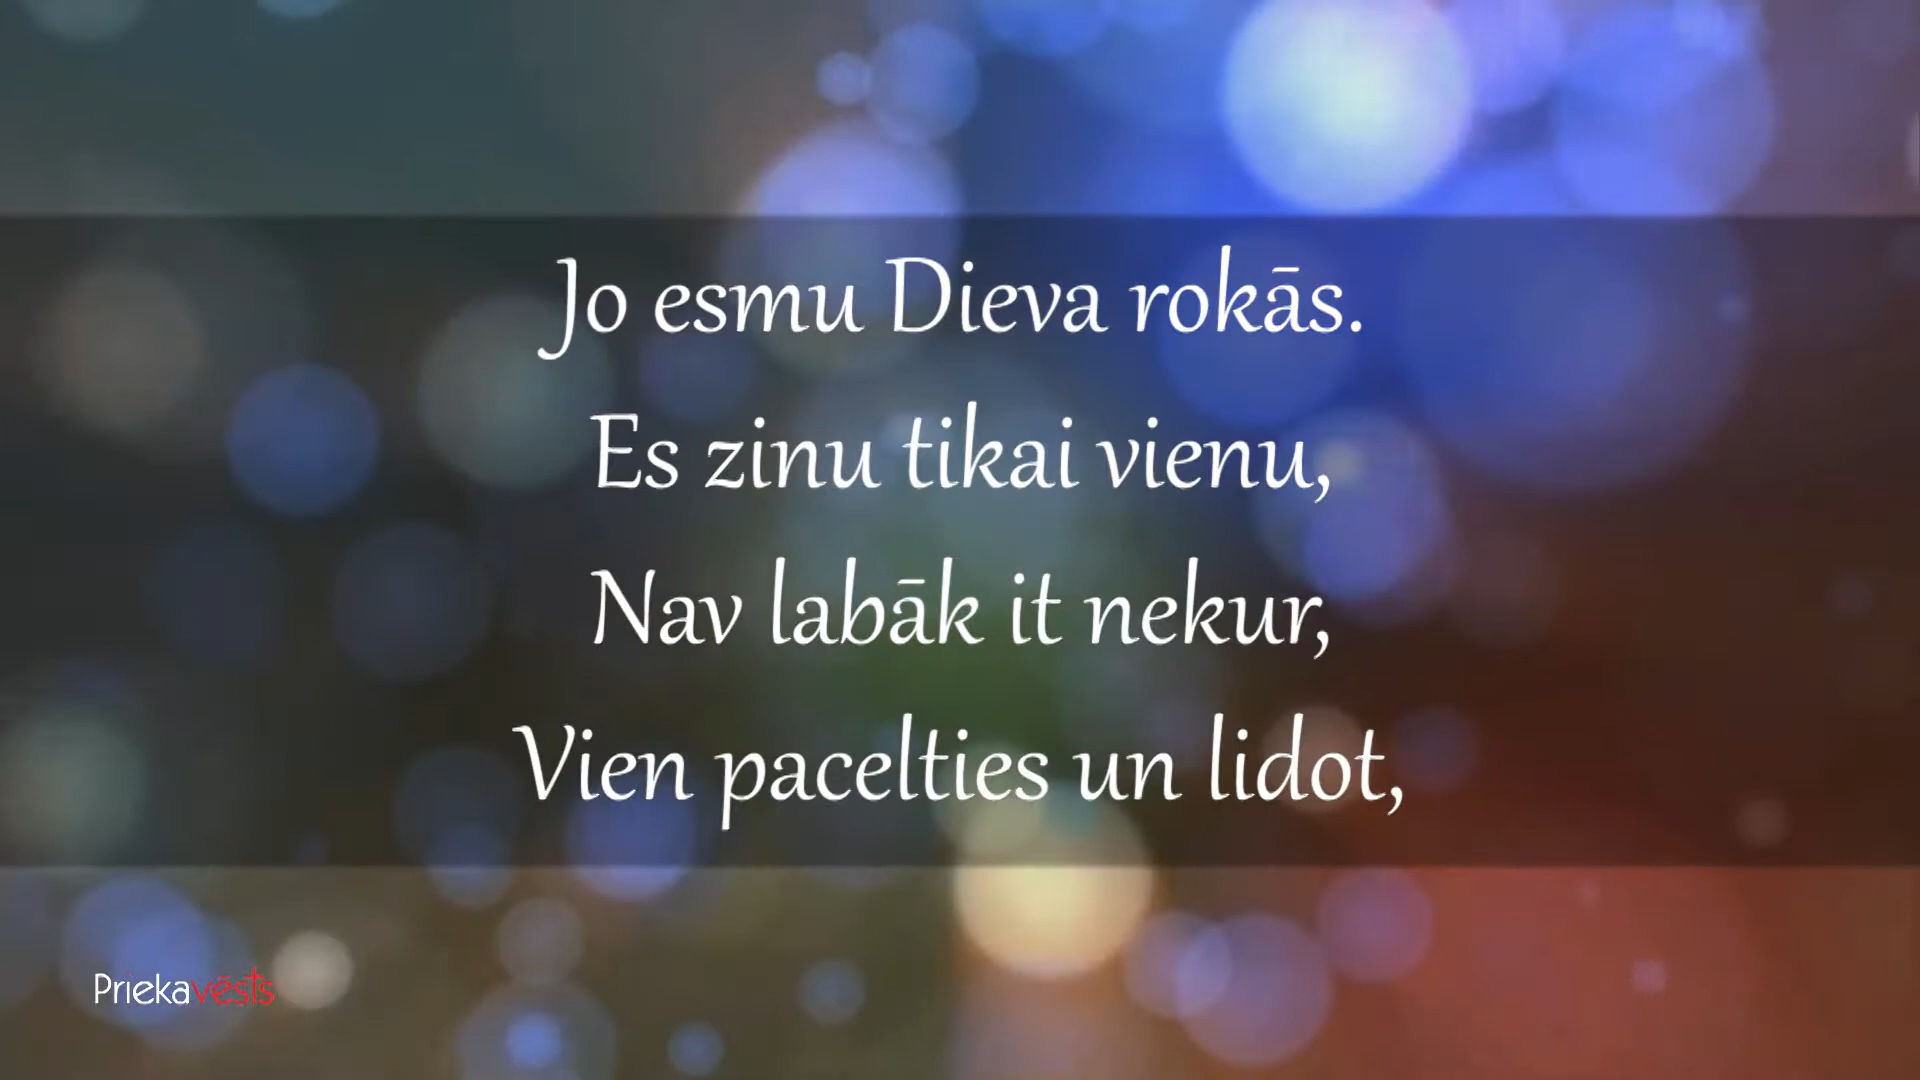 Jo esmu Dieva rokās.
Es zinu tikai vienu,
Nav labāk it nekur,
Vien pacelties un lidot,
Priekavēsts